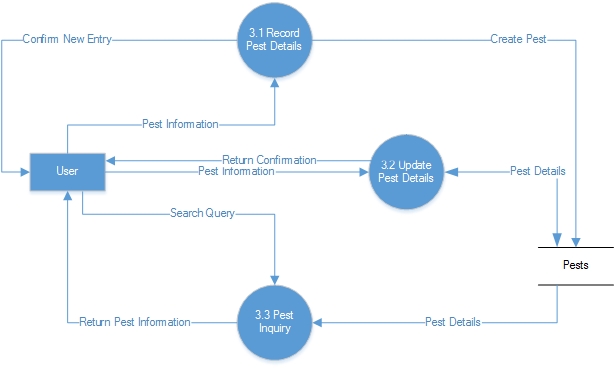 3.1 Record
Pest Details
Confirm New Entry
Create Pest
Pest Information
Return Confirmation
Pest Information
3.2 Update
Pest Details
Pest Details
User
Search Query
Pests
3.3 Pest
Inquiry
Return Pest Information
Pest Details